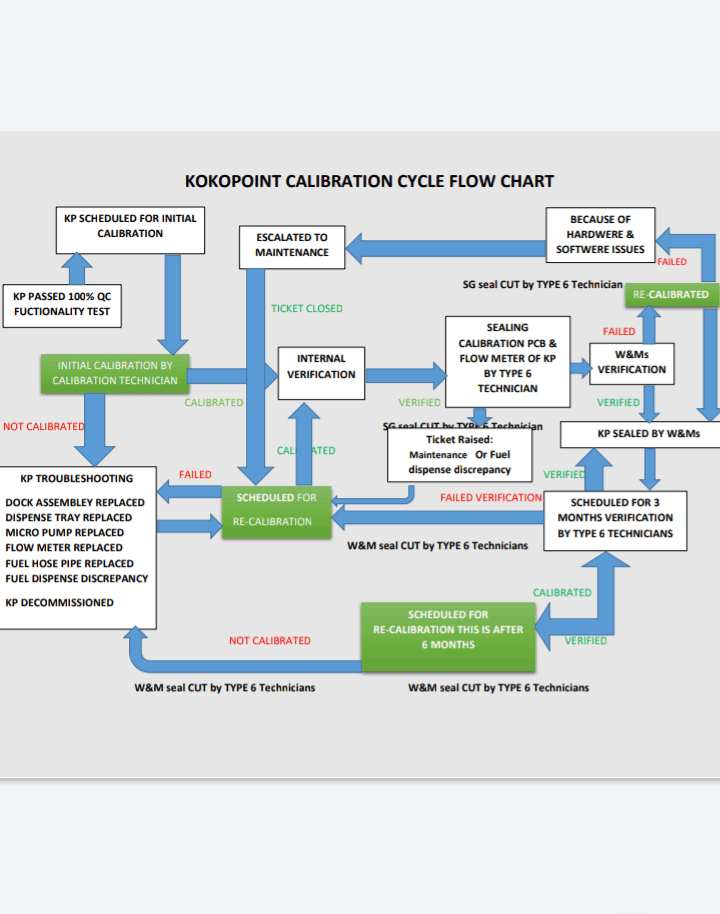 KOKOPOINT CALIBRATION CYCLE FLOW CHART
KP SCHEDULED FOR INITIAL
CALIBRATION
KP PASSED 100% QC
FUCTIONALITY TEST
INITIAL CALIBRATION BY
CALIBRATION TECHNICIAN
NOT CALIBRATED
CALIBRATED
ESCALATED TO
MAINTENANCE
TICKET CLOSED
INTERNAL
VERIFICATION
VERIFIED
BECAUSE OF
HARDWERE &
SOFTWERE ISSUES
FAILED
SG seal CUT by TYPE 6 Technician
RE-CALIBRATED
SEALING
CALIBRATION PCB &
FLOW METER OF KP
BY TYPE 6
TECHNICIAN
FAILED
W&Ms
VERIFICATION
VERIFIED
KP SEALED BY W&Ms
SG seal CUT by TYPE 6 Technician
Ticket Raised:
Maintenance Or Fuel
dispense discrepancy
CALIBRATED
VERIFIED
KP TROUBLESHOOTING
DOCK ASSEMBLY REPLACED
DISPENSE TRAY REPLACED
MICRO PUMP REPLACED
FLOW METER REPLACED
FUEL HOSE PIPE REPLACED
FUEL DISPENSE DISCREPANCY
KP DECOMMISSIONED
FAILED
SCHEDULED FOR
RE-CALIBRATION
FAILED VERIFICATION
W&M seal CUT by TYPE 6 Technicians
SCHEDULED FOR 3
MONTHS VERIFICATION
BY TYPE 6 TECHNICIANS
CALIBRATED
VERIFIED
SCHEDULED FOR
RE-CALIBRATION THIS IS AFTER
6 MONTHS
NOT CALIBRATED
W&M seal CUT by TYPE 6 Technicians
W&M seal CUT by TYPE 6 Technicians